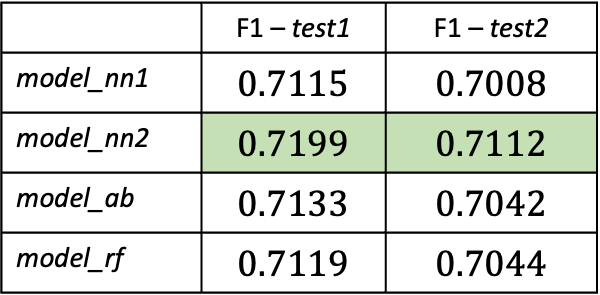 F1 – test1 F1 – test2
model_nn1 0.7115 0.7008
model_nn2 0.7199 0.7112
model_ab 0.7133 0.7042
model_rf 0.7119 0.7044